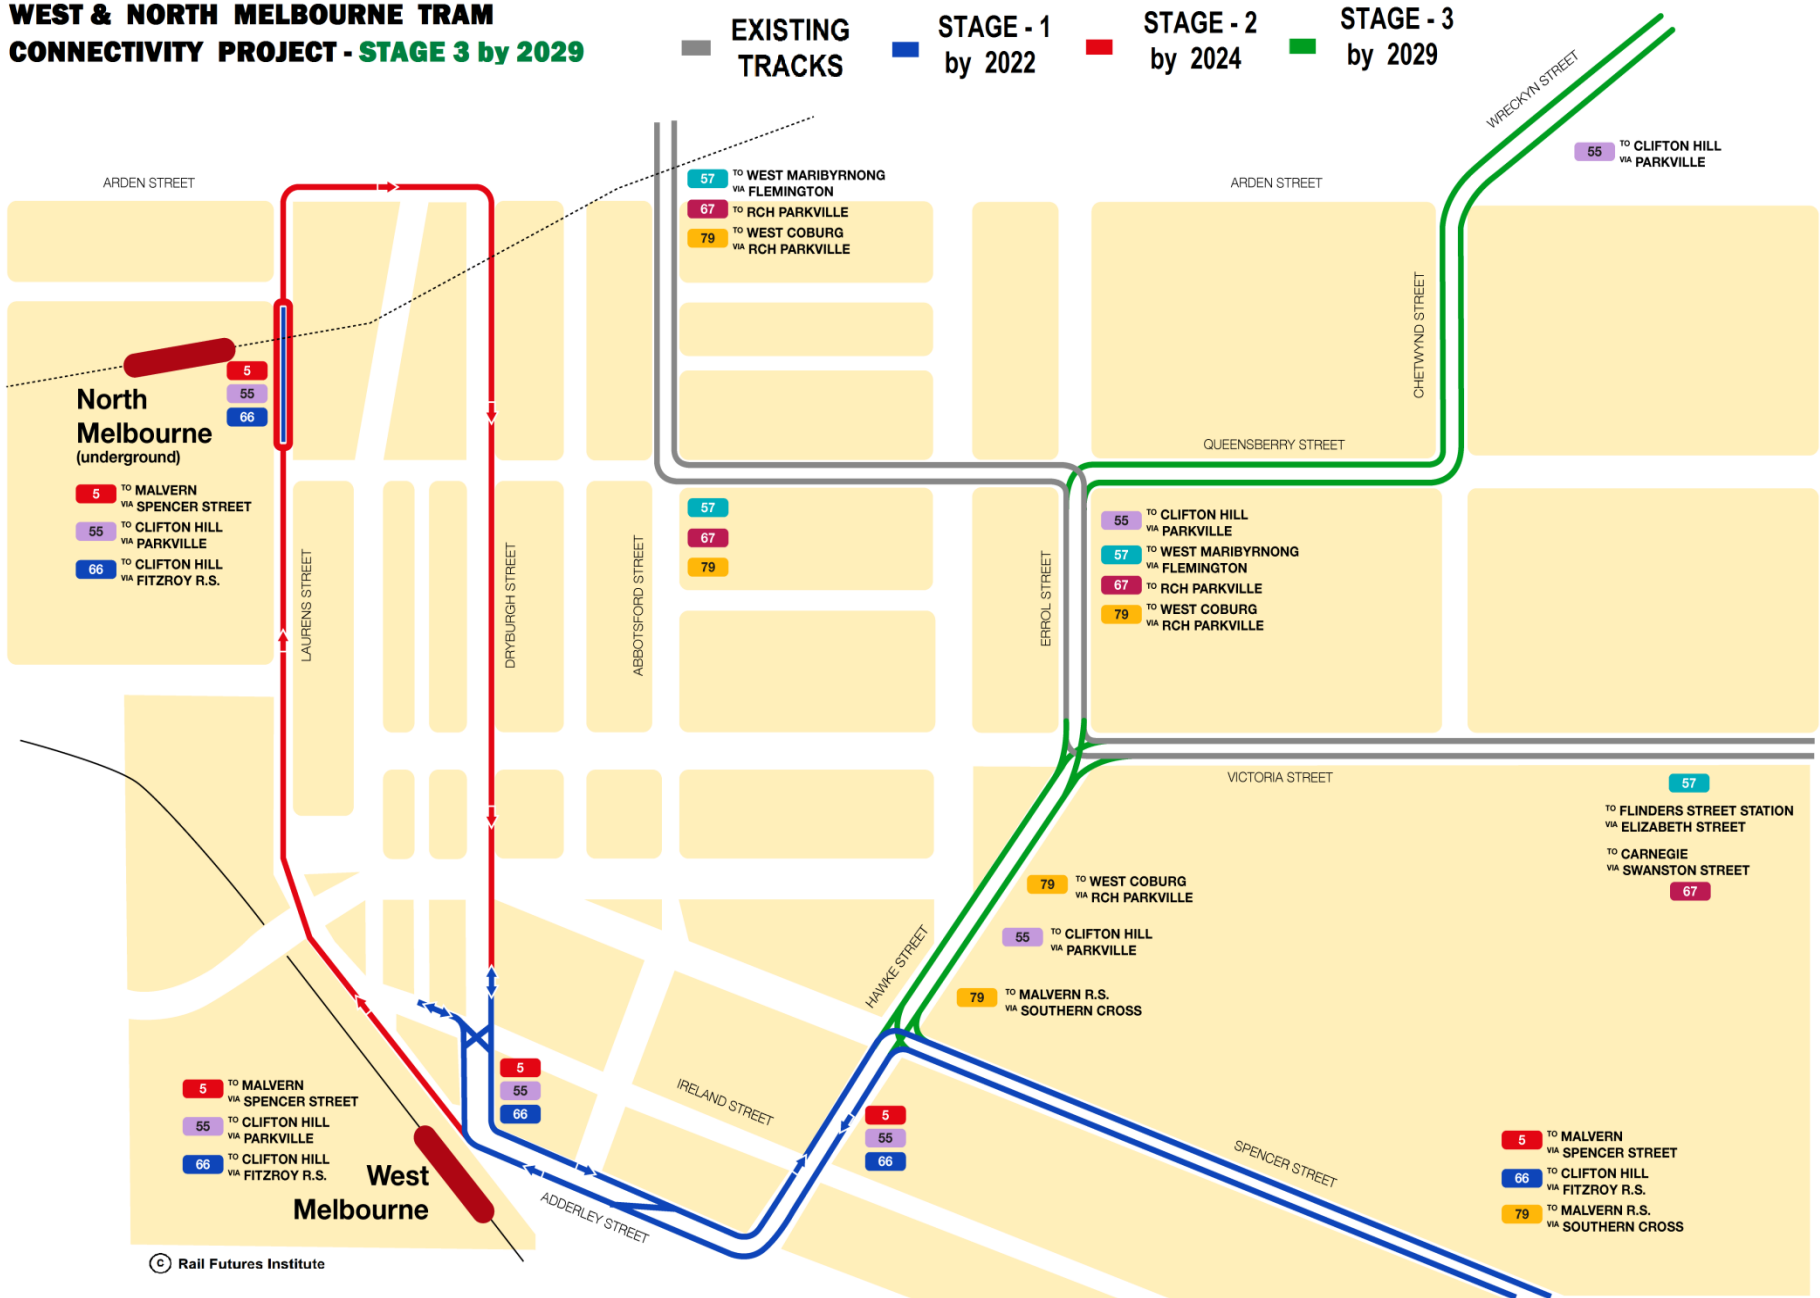 WEST & NORTH MELBOURNE TRAM
CONNECTIVITY PROJECT - STAGE 3 by 2029
EXISTING
TRACKS
STAGE - 1
by 2022
STAGE - 2
by 2024
STAGE - 3
by 2029
WRECKYN STREET
55 TO CLIFTON HILL
VIA PARKVILLE
ARDEN STREET
57 TO WEST MARIBYRNONG
VIA FLEMINGTON
67 TO RCH PARKVILLE
79 TO WEST COBURG
VIA RCH PARKVILLE
ARDEN STREET
CHETWYND STREET
QUEENSBERRY STREET
5
55
66
North
Melbourne
(underground)
5 TO MALVERN
VIA SPENCER STREET
55 TO CLIFTON HILL
VIA PARKVILLE
66 TO CLIFTON HILL
VIA FITZROY R.S.
LAURENS STREET
DRYBURGH STREET
ABBOTSFORD STREET
57
67
79
ERROL STREET
55 TO CLIFTON HILL
VIA PARKVILLE
57 TO WEST MARIBYRNONG
VIA FLEMINGTON
67 TO RCH PARKVILLE
79 TO WEST COBURG
VIA RCH PARKVILLE
VICTORIA STREET
57
TO FLINDERS STREET STATION
VIA ELIZABETH STREET
TO CARNEGIE
VIA SWANSTON STREET
67
79 TO WEST COBURG
VIA RCH PARKVILLE
55 TO CLIFTON HILL
VIA PARKVILLE
79 TO MALVERN R.S.
VIA SOUTHERN CROSS
HAWKE STREET
5
55
66
IRELAND STREET
5
55
66
SPENCER STREET
5 TO MALVERN
VIA SPENCER STREET
55 TO CLIFTON HILL
VIA PARKVILLE
66 TO CLIFTON HILL
VIA FITZROY R.S.
West
Melbourne
ADDERLEY STREET
5 TO MALVERN
VIA SPENCER STREET
66 TO CLIFTON HILL
VIA FITZROY R.S.
79 TO MALVERN R.S.
VIA SOUTHERN CROSS
© Rail Futures Institute